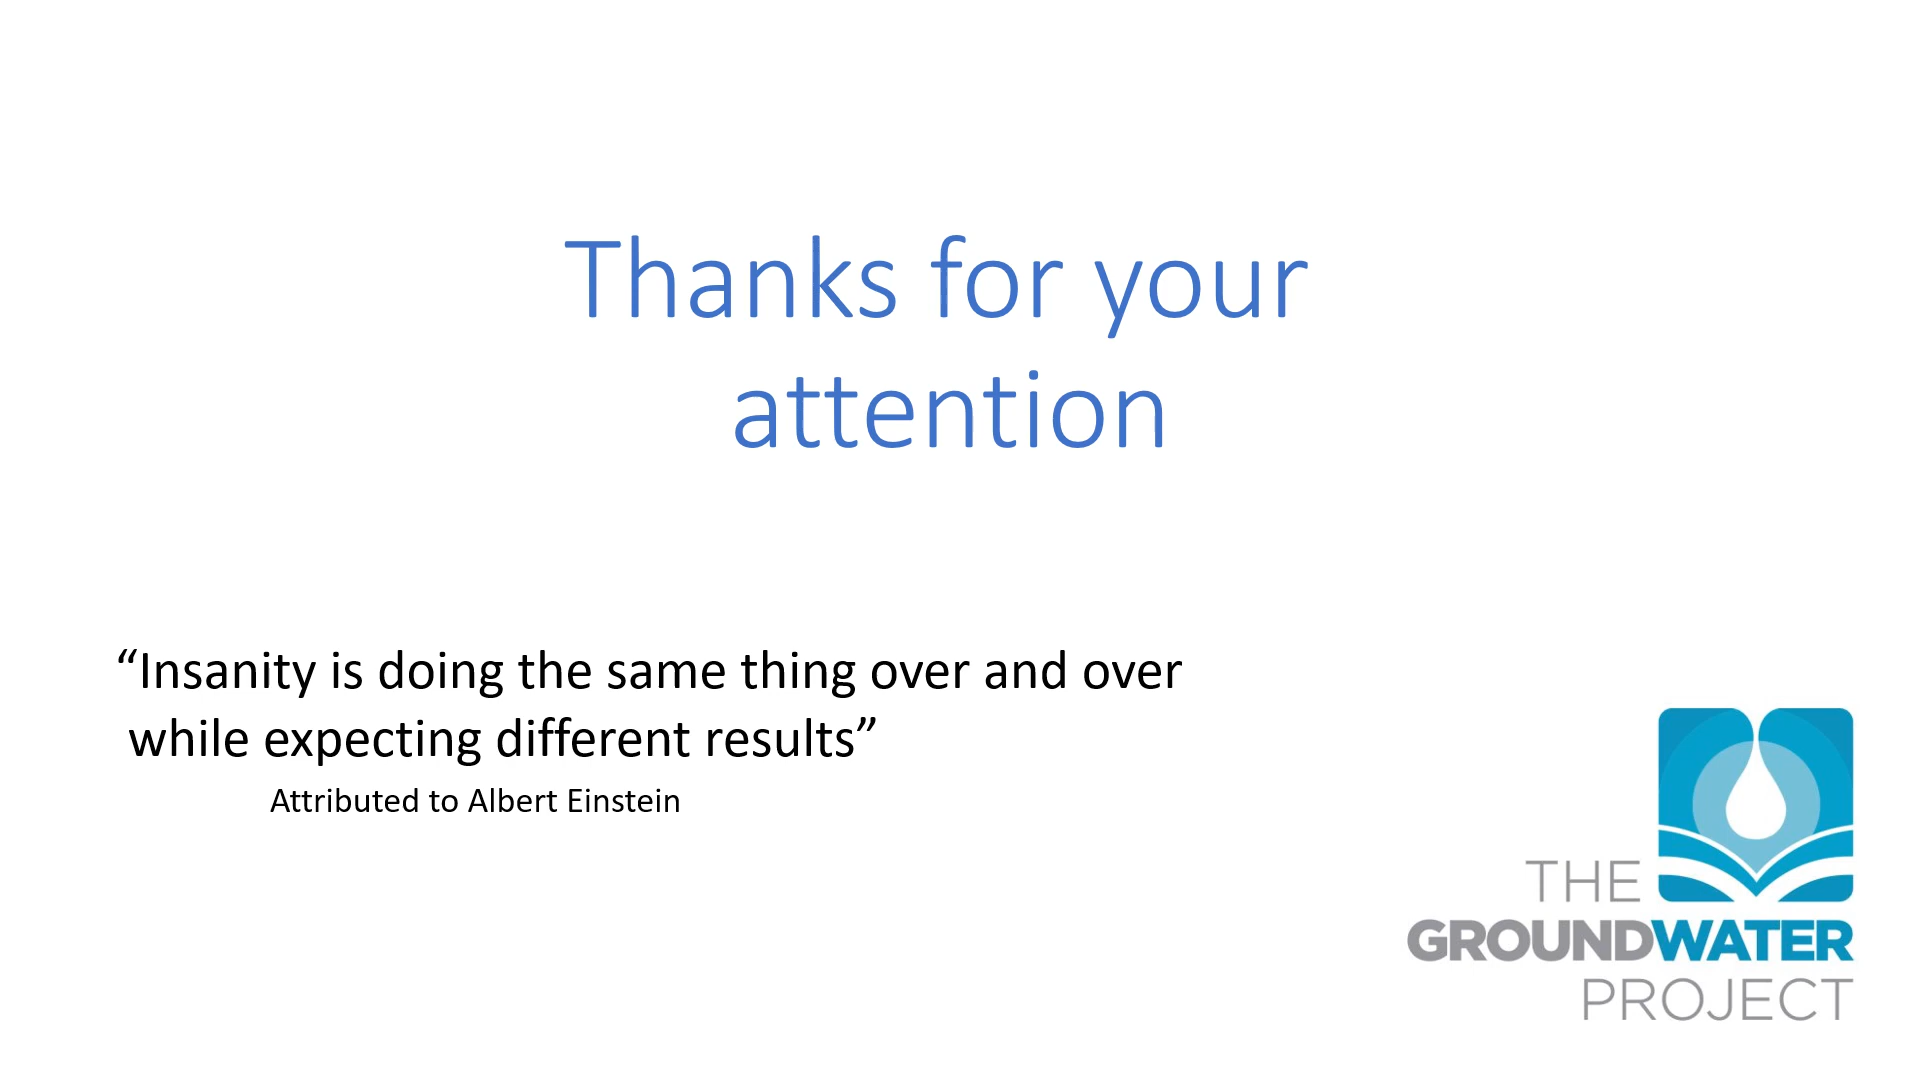 Thanks for your
attention
“Insanity is doing the same thing over and over
while expecting different results”
Attributed to Albert Einstein
THE
GROUNDWATER
PROJECT